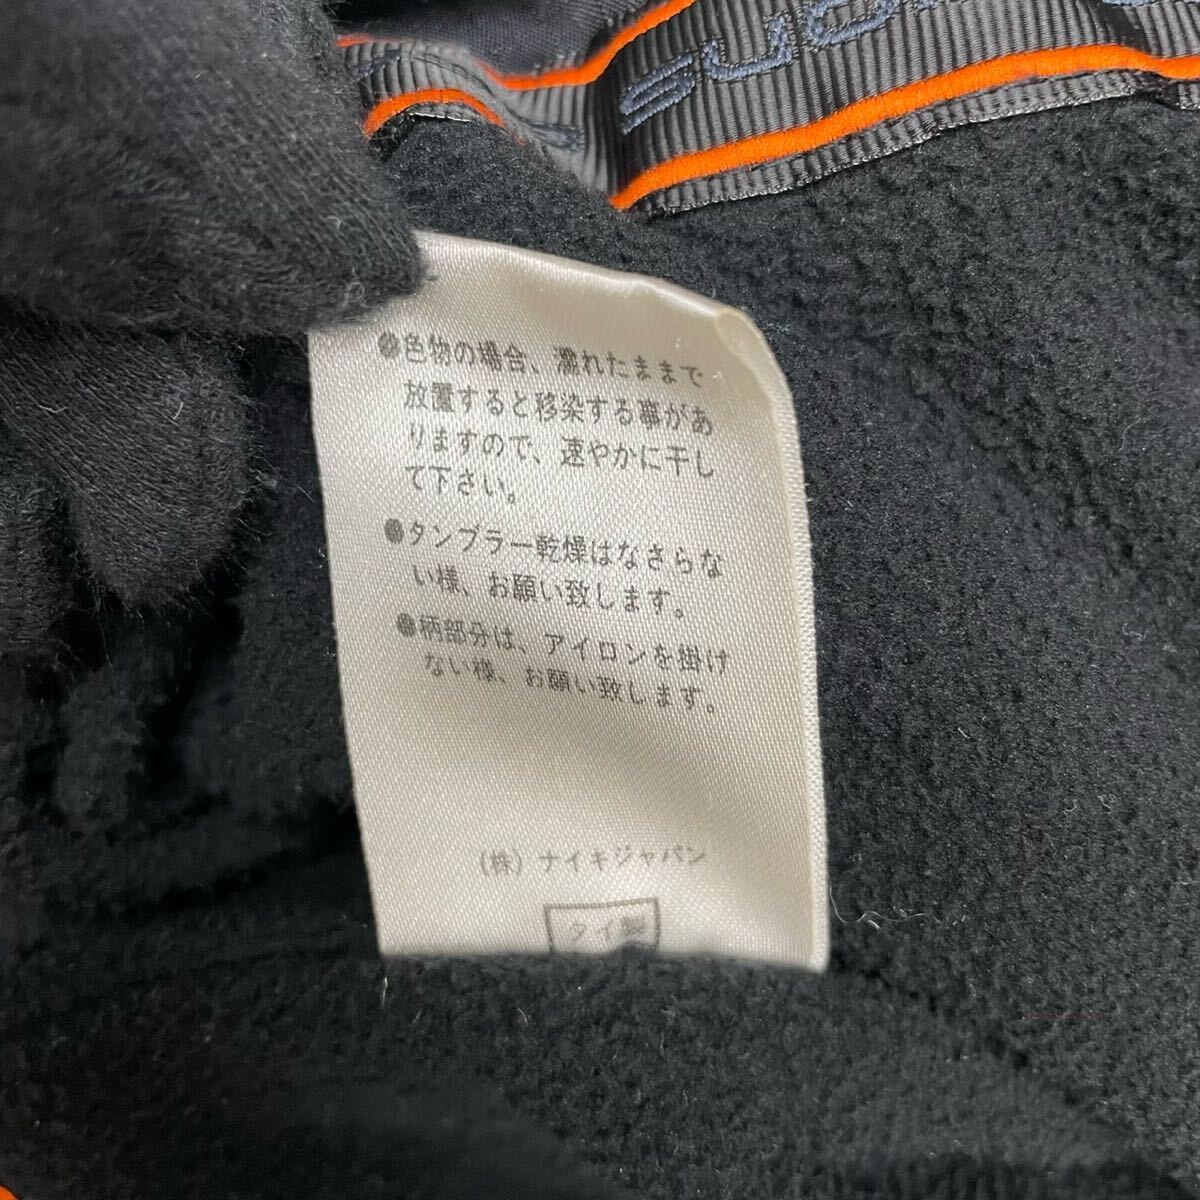 ●色物の場合、濡れたままで
放置すると移染する事があ
りますので、速やかに干し
て下さい。
●タンブラー乾燥はなさらな
い様、お願い致します。
●柄部分は、アイロンを掛け
ない様、お願い致します。
(株) ナイキジャパン
タイ製